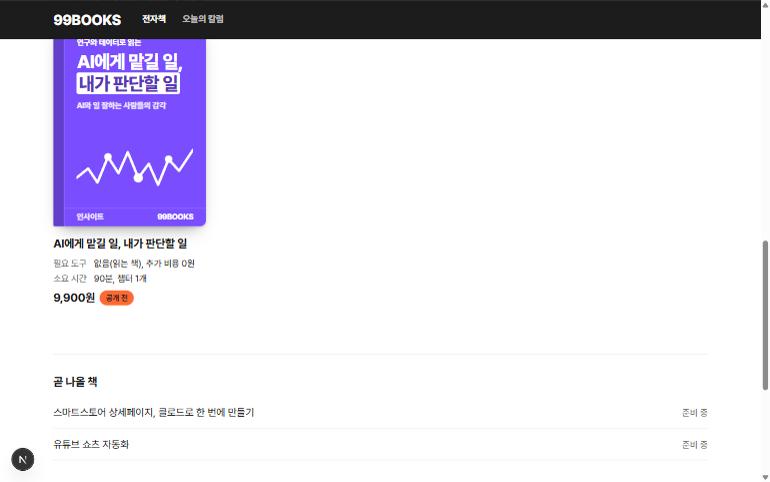 99BOOKS
전자책
오늘의 칼럼
연구와 데이터로 읽는
AI에게 맡길 일,
내가 판단할 일
AI와 일 잘하는 사람들의 감각
인사이트
99BOOKS
AI에게 맡길 일, 내가 판단할 일
필요 도구 없음(읽는 책), 추가 비용 0원
소요 시간 90분, 챕터 1개
9,900원 공개 전
곧 나올 책
스마트스토어 상세페이지, 클로드로 한 번에 만들기 준비 중
유튜브 쇼츠 자동화 준비 중
N